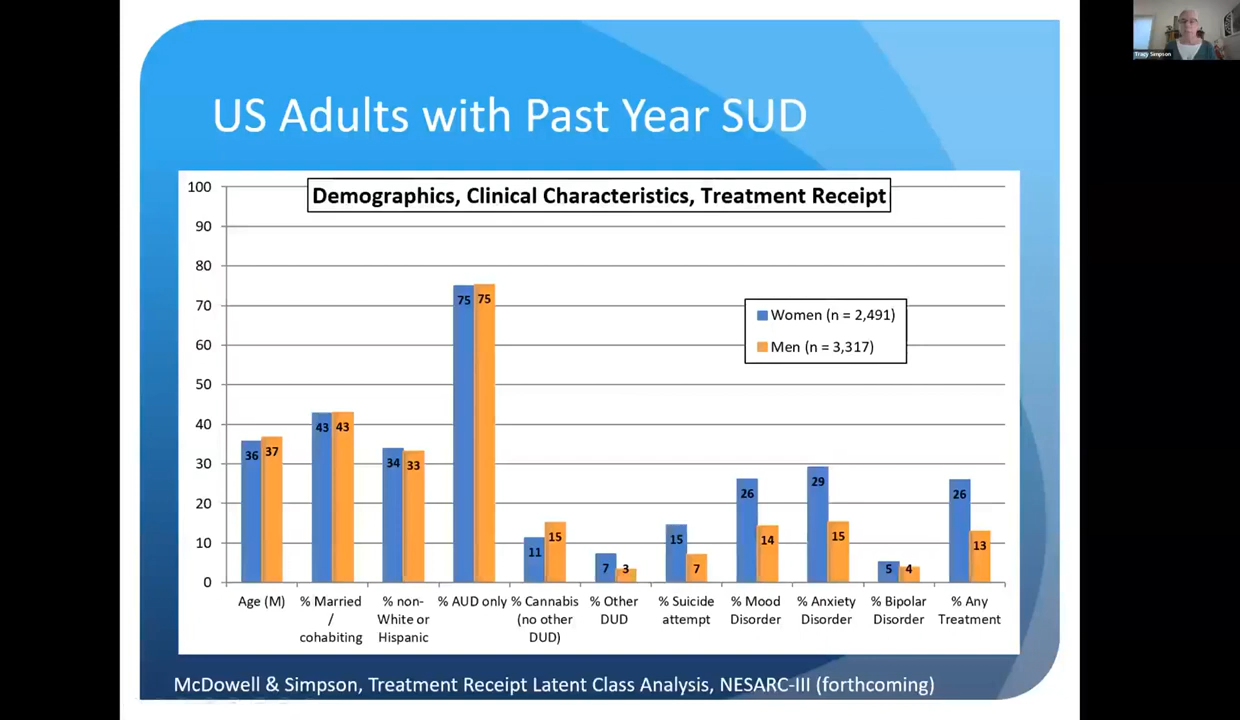 Tracy Simpson
US Adults with Past Year SUD
Demographics, Clinical Characteristics, Treatment Receipt
100
90
80
70
60
50
40
30
20
10
0
Women (n = 2,491)
Men (n = 3,317)
36 37
43 43
34 33
75 75
11 15
7 3
15 7
26 14
29 15
5 4
26 13
Age (M)
% Married
/
cohabiting
% non-
White or
Hispanic
% AUD only
% Cannabis
(no other
DUD)
% Other
DUD
% Suicide
attempt
% Mood
Disorder
% Anxiety
Disorder
% Bipolar
Disorder
% Any
Treatment
McDowell & Simpson, Treatment Receipt Latent Class Analysis, NESARC-III (forthcoming)